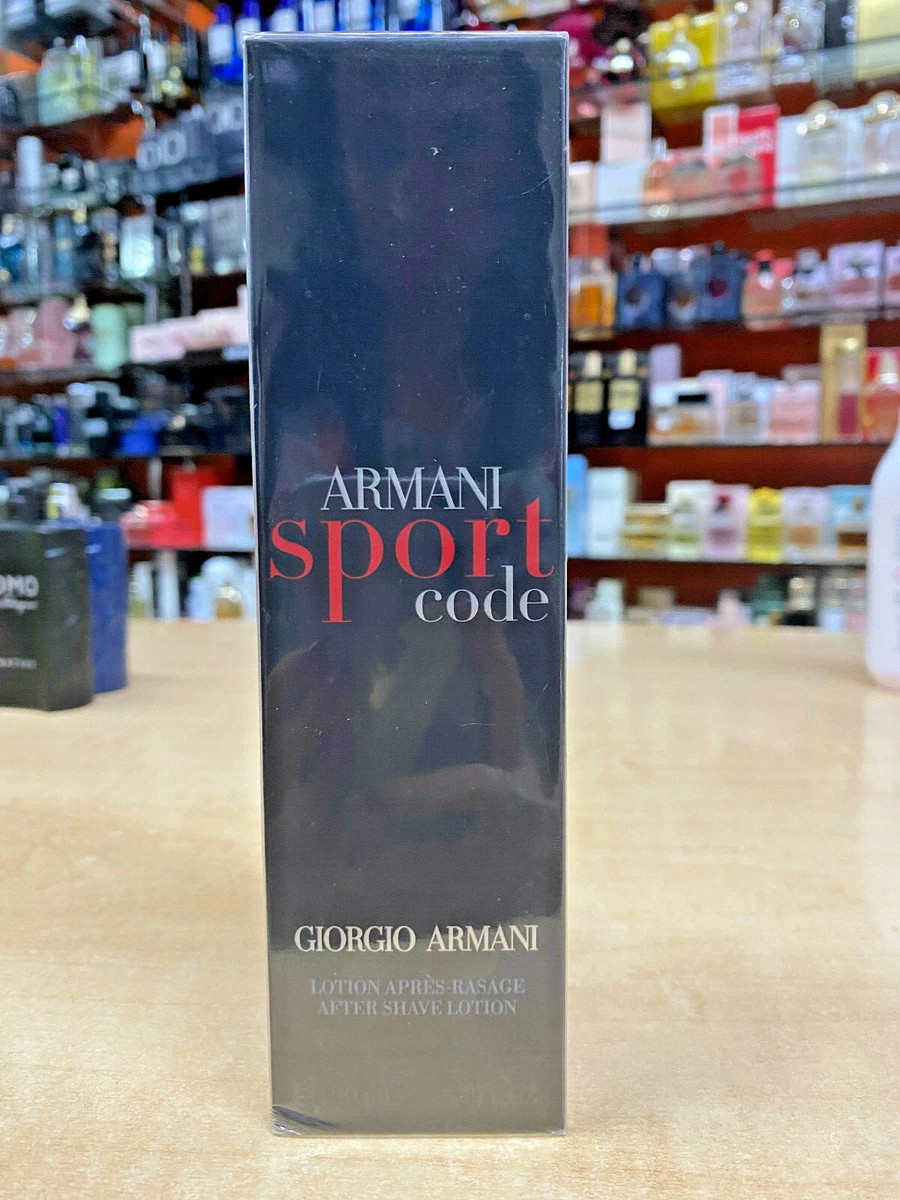 ARMANI
sport
code
GIORGIO ARMANI
LOTION APRÈS-RASAGE
AFTER SHAVE LOTION